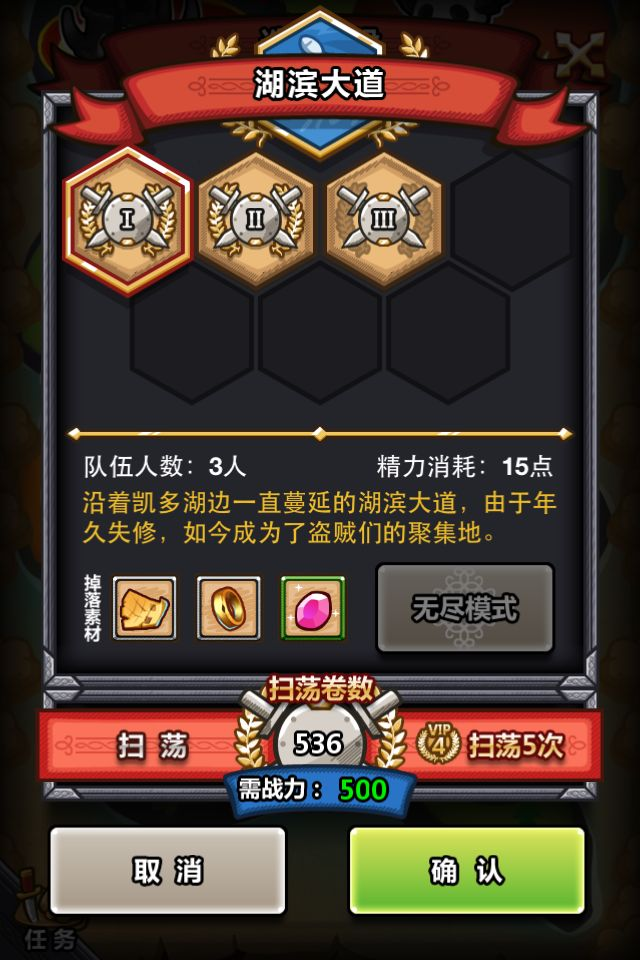 湖滨大道
I
II
III
队伍人数：3人
精力消耗：15点
沿着凯多湖边一直蔓延的湖滨大道，由于年
久失修，如今成为了盗贼们的聚集地。
掉落素材
无尽模式
扫荡卷数
扫荡
536
VIP
4
扫荡5次
需战力：500
取消
确认
任务